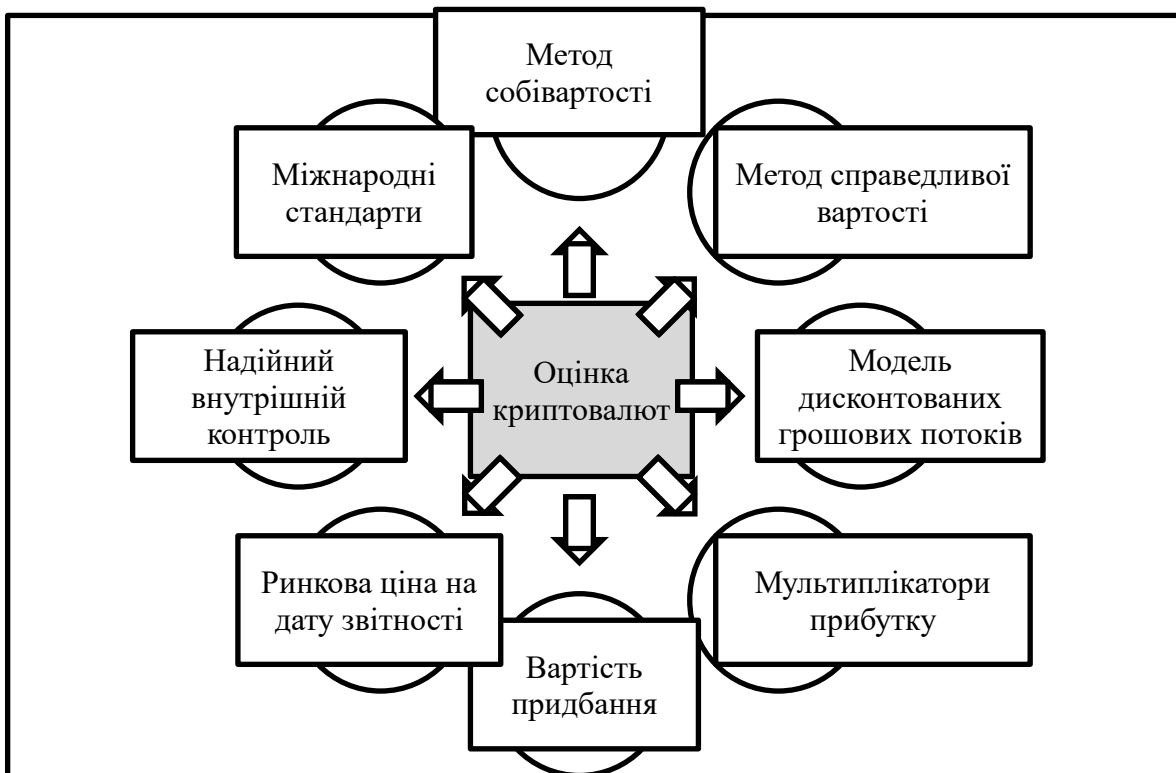 Метод
собівартості
Міжнародні
стандарти
Метод справедливої
вартості
Надійний
внутрішній
контроль
Оцінка
криптовалют
Модель
дисконтованих
грошових потоків
Ринкова ціна на
дату звітності
Вартість
придбання
Мультиплікатори
прибутку